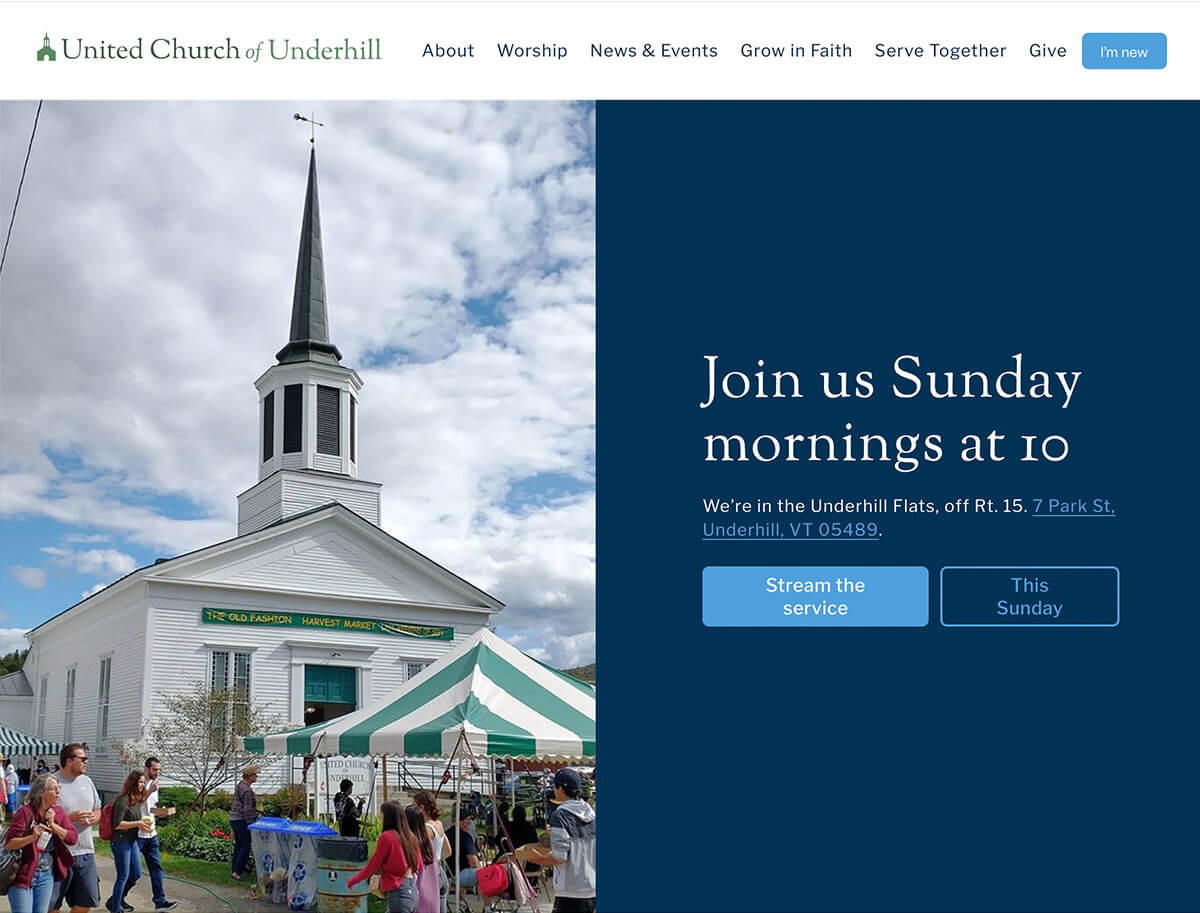 United Church of Underhill
About Worship News & Events Grow in Faith Serve Together Give I'm new
THE OLD FASHION HARVEST MARKET
UNITED CHURCH
OF UNDERHILL
Join us Sunday
mornings at 10
We’re in the Underhill Flats, off Rt. 15. 7 Park St,
Underhill, VT 05489.
Stream the
service
This
Sunday